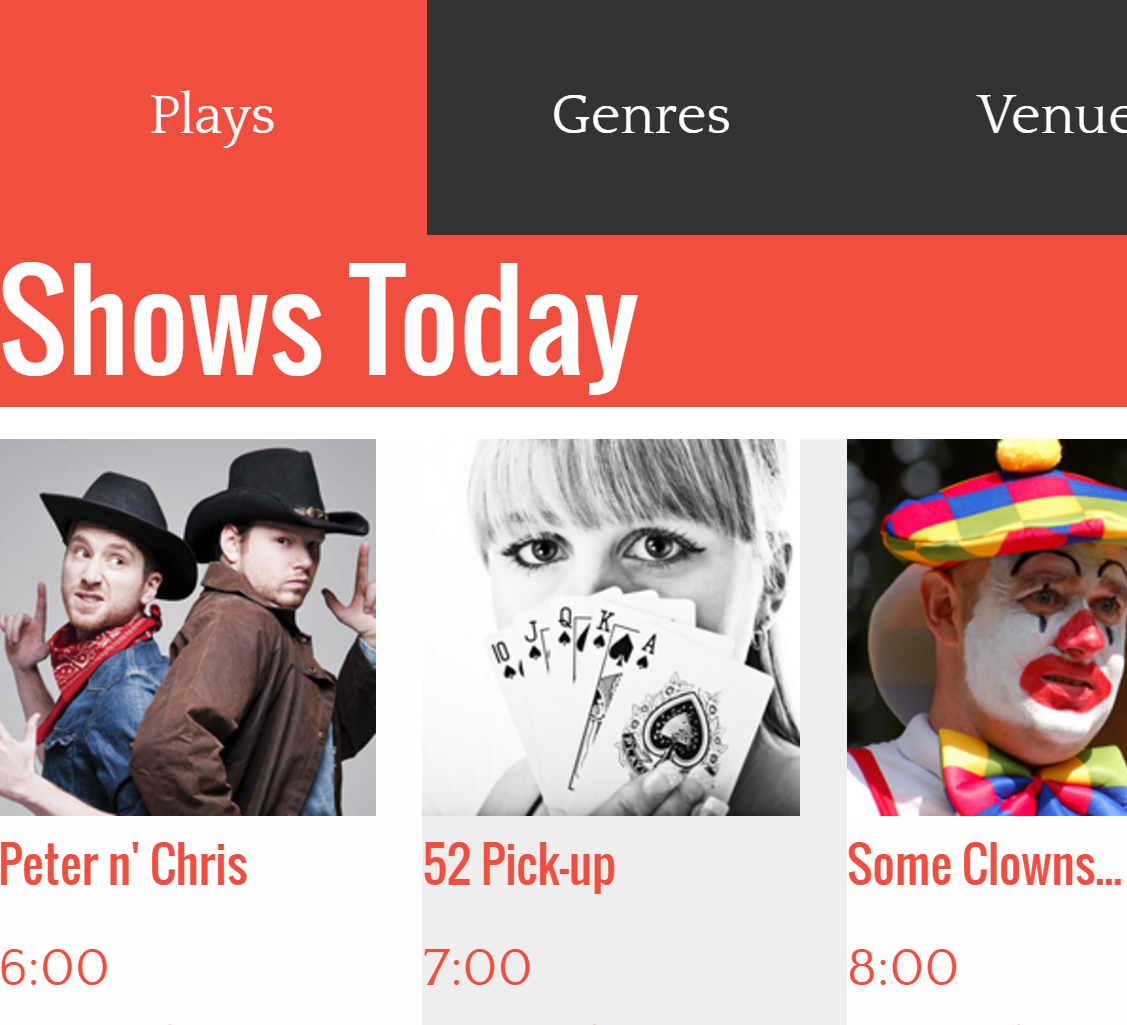 Plays Genres Venue
Shows Today
10 J Q K A
Peter n' Chris 52 Pick-up Some Clowns...
6:00 7:00 8:00